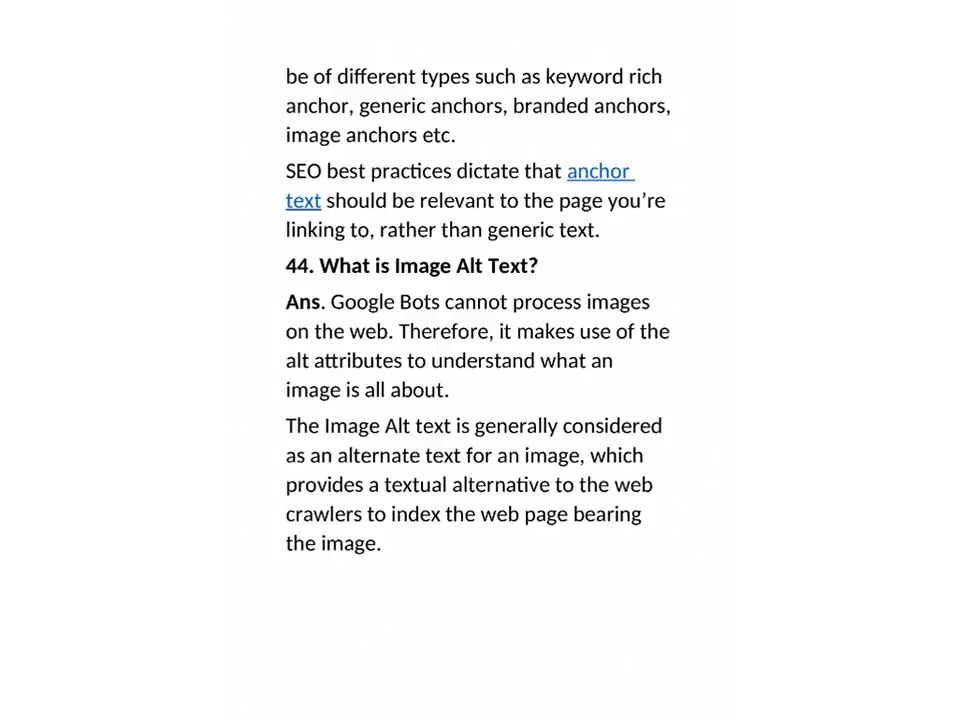 be of different types such as keyword rich
anchor, generic anchors, branded anchors,
image anchors etc.
SEO best practices dictate that anchor
text should be relevant to the page you’re
linking to, rather than generic text.
44. What is Image Alt Text?
Ans. Google Bots cannot process images
on the web. Therefore, it makes use of the
alt attributes to understand what an
image is all about.
The Image Alt text is generally considered
as an alternate text for an image, which
provides a textual alternative to the web
crawlers to index the web page bearing
the image.